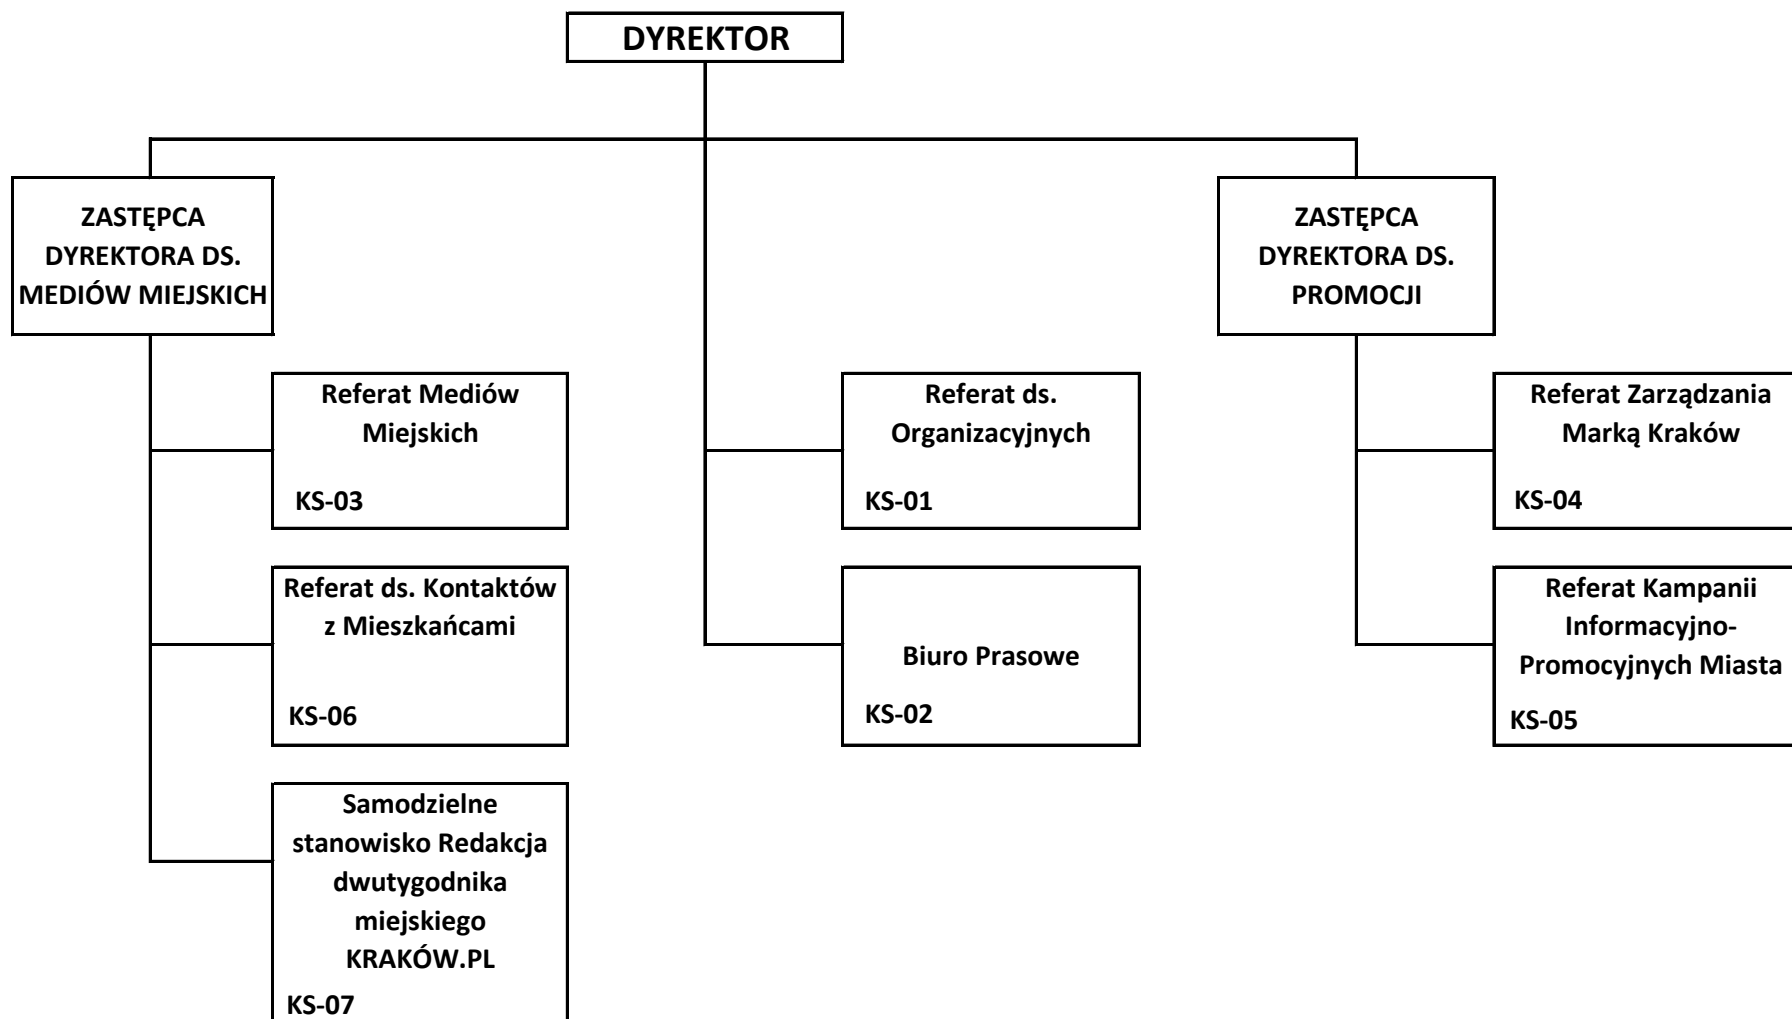 DYREKTOR
ZASTĘPCA
DYREKTORA DS.
MEDIÓW MIEJSKICH
ZASTĘPCA
DYREKTORA DS.
PROMOCJI
Referat Mediów
Miejskich
KS-03
Referat ds.
Organizacyjnych
KS-01
Referat Zarządzania
Marką Kraków
KS-04
Referat ds. Kontaktów
z Mieszkańcami
KS-06
Biuro Prasowe
KS-02
Referat Kampanii
Informacyjno-
Promocyjnych Miasta
KS-05
Samodzielne
stanowisko Redakcja
dwutygodnika
miejskiego
KRAKÓW.PL
KS-07